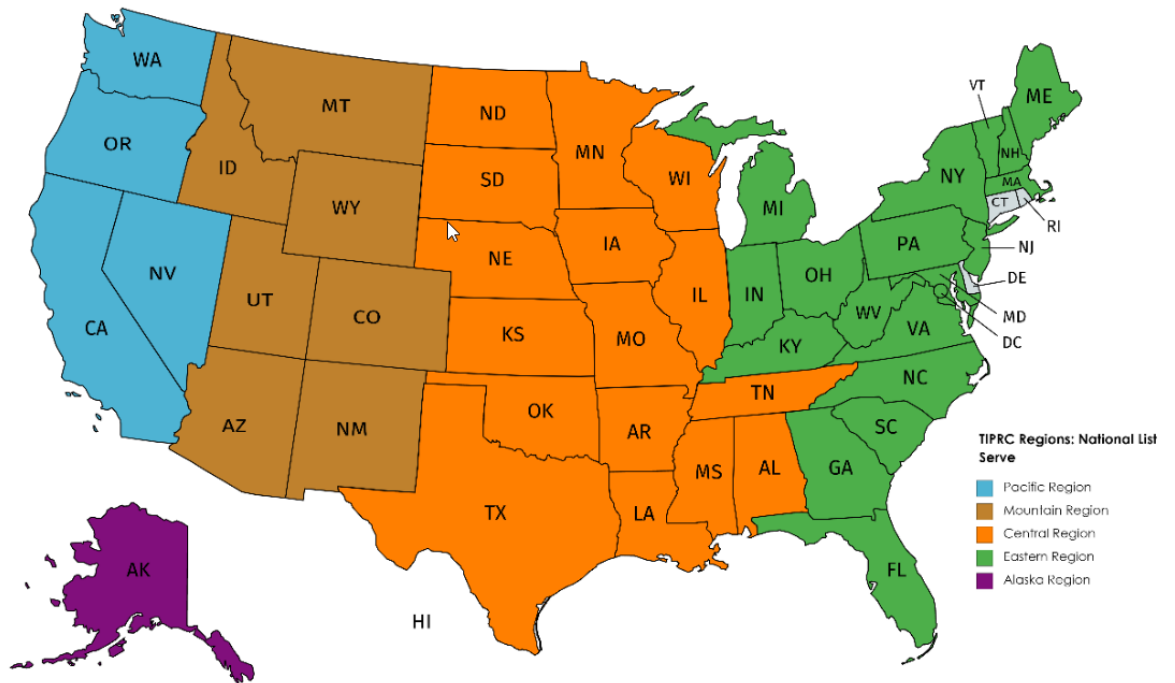 WA
MT
ND
MN
VT
ME
OR
ID
SD
WI
NH
NY
MA
WY
MI
CT
RI
IA
PA
NJ
NV
NE
OH
DE
UT
IL
IN
WV
MD
CA
CO
KS
MO
VA
DC
KY
NC
TN
AZ
NM
OK
AR
SC
MS
AL
GA
TX
LA
FL
AK
HI
TIPRC Regions: National List
Serve
Pacific Region
Mountain Region
Central Region
Eastern Region
Alaska Region